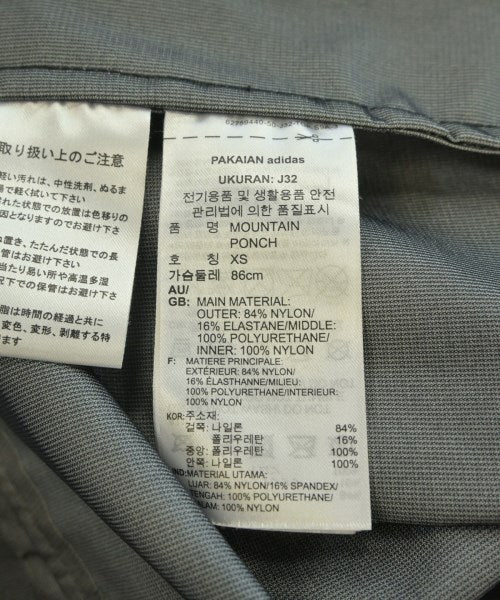 取り扱い上のご注意
軽い汚れは、中性洗剤、ぬるま
で軽く拭いて下さい
れた状態での放置は色移りの
因となりますのでお避け下さ
置き、たたんだ状態での長
はお避け下さい
当たり易い所や高温多湿
下での保管はお避け下さい
脂は時間の経過と共に
変色、変形、剥離する特
ます
PAKAIAN adidas
UKURAN: J32
전기용품 및 생활용품 안전
관리법에 의한 품질표시
품 명 MOUNTAIN
PONCH
호 칭 XS
가슴둘레 86cm
AU/
GB: MAIN MATERIAL:
OUTER: 84% NYLON/
16% ELASTANE/MIDDLE:
100% POLYURETHANE/
INNER: 100% NYLON
F: MATIERE PRINCIPALE:
EXTÉRIEUR: 84% NYLON/
16% ÉLASTHANNE/MILIEU:
100% POLYURETHANE/INTERIEUR:
100% NYLON
KOR: 주소재:
겉쪽: 나일론 84%
폴리우레탄 16%
중앙: 폴리우레탄 100%
안쪽: 나일론 100%
IND: MATERIAL UTAMA:
LUAR: 84% NYLON/16% SPANDEX/
TENGAH: 100% POLYURETHANE/
DALAM: 100% NYLON